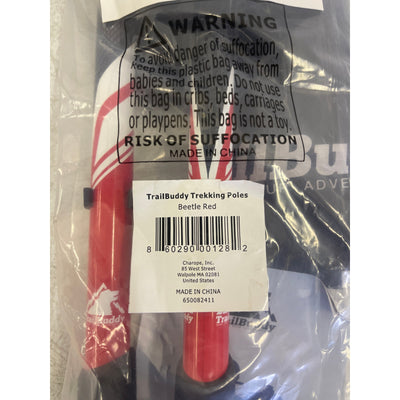 WARNING
To avoid danger of suffocation,
keep this plastic bag away from
babies and children. Do not use
this bag in cribs, beds, carriages
or playpens. This bag is not a toy.
RISK OF SUFFOCATION
MADE IN CHINA
TrailBuddy Trekking Poles
Beetle Red
8 60290 00128 2
Charope, Inc.
85 West Street
Walpole MA 02081
United States
MADE IN CHINA
650082411
TrailBuddy
TrailBuddy